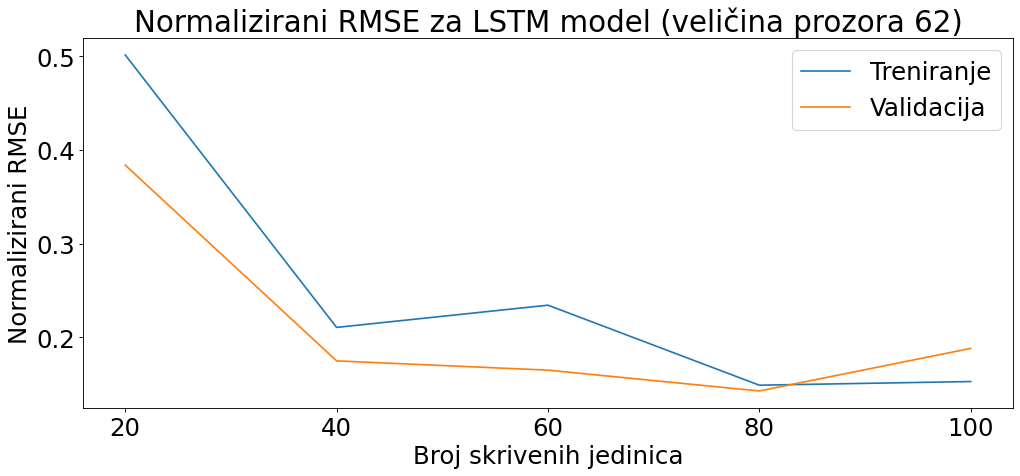 Normalizirani RMSE za LSTM model (veličina prozora 62)
Treniranje
Validacija
Normalizirani RMSE
0.5
0.4
0.3
0.2
20 40 60 80 100
Broj skrivenih jedinica